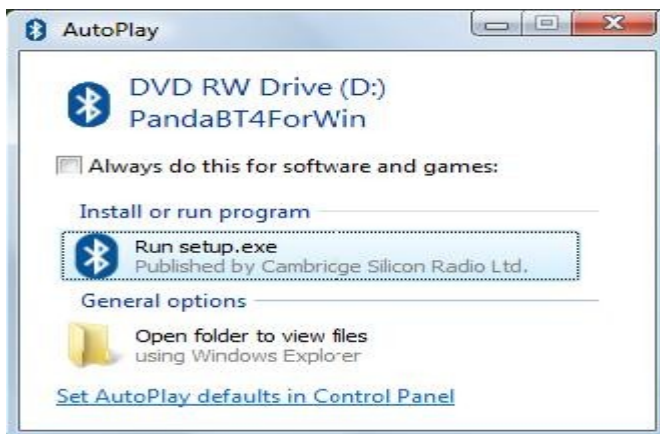 AutoPlay
DVD RW Drive (D:)
PandaBT4ForWin
Always do this for software and games:
Install or run program
Run setup.exe
Published by Cambricge Silicon Radio Ltd.
General options
Open folder to view files
using Windows Explorer
Set AutoPlay defaults in Control Panel